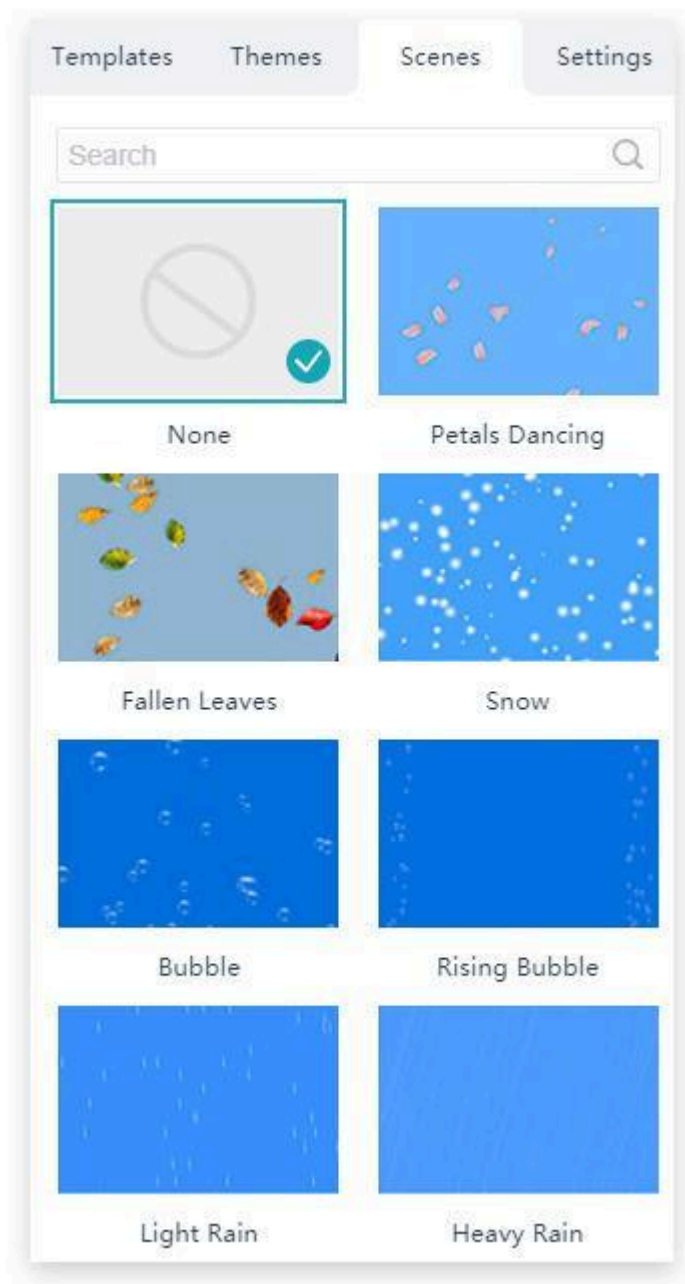 Templates Themes Scenes Settings
Search
None Petals Dancing
Fallen Leaves Snow
Bubble Rising Bubble
Light Rain Heavy Rain